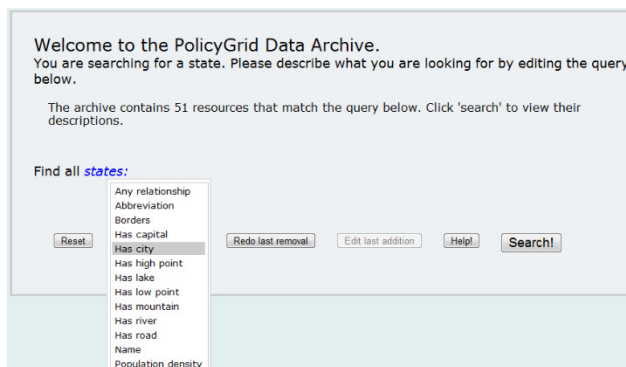 Welcome to the PolicyGrid Data Archive.
You are searching for a state. Please describe what you are looking for by editing the query
below.
The archive contains 51 resources that match the query below. Click 'search' to view their
descriptions.
Find all states:
Any relationship
Abbreviation
Borders
Has capital
Has city
Has high point
Has lake
Has low point
Has mountain
Has river
Has road
Name
Population density
Reset
Redo last removal
Edit last addition
Help!
Search!